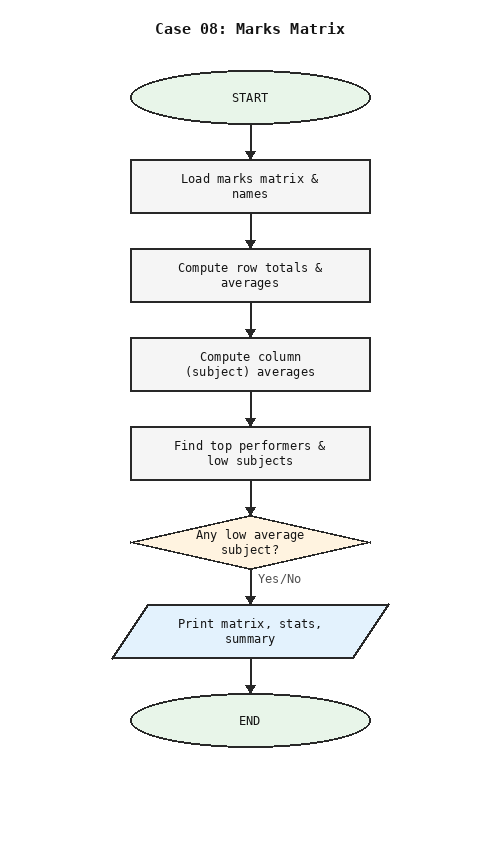 Case 08: Marks Matrix
START
Load marks matrix &
names
Compute row totals &
averages
Compute column
(subject) averages
Find top performers &
low subjects
Any low average
subject?
Yes/No
Print matrix, stats,
summary
END